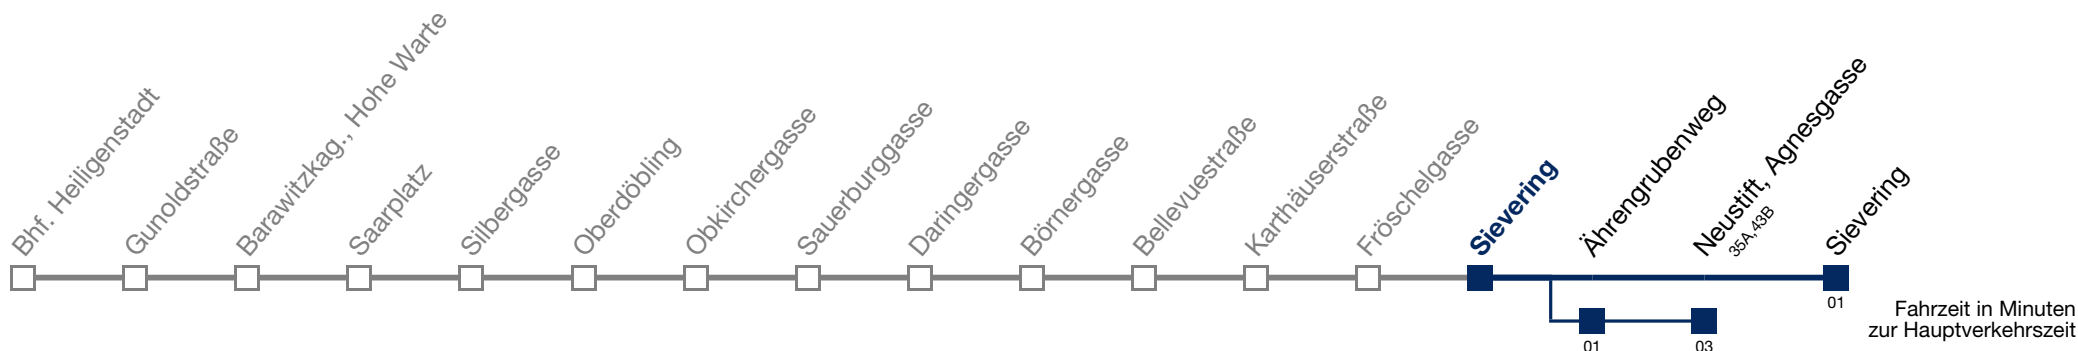 Bhf. Heiligenstadt
Gunoldstraße
Barawitzkag., Hohe Warte
Saarplatz
Silbergasse
Oberdöbling
Obkirchergasse
Sauerburggasse
Daringergasse
Börnergasse
Bellevuestraße
Karthäuserstraße
Fröschelgasse
Sievering
Ährengrubenweg
Neustift, Agnesgasse
35A,43B
Sievering
01
01
03
Fahrzeit in Minuten
zur Hauptverkehrszeit